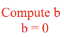 Compute b
b = 0